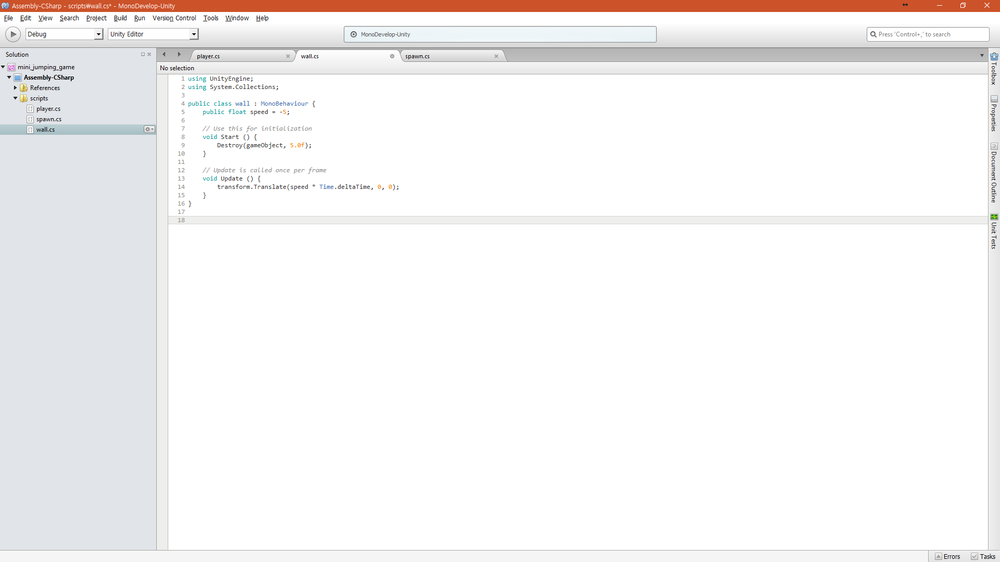 Assembly-CSharp - scripts₩wall.cs* - MonoDevelop-Unity
File Edit View Search Project Build Run Version Control Tools Window Help
Debug Unity Editor MonoDevelop-Unity Press 'Control+,' to search
Solution
mini_jumping_game
Assembly-CSharp
References
scripts
player.cs
spawn.cs
wall.cs
player.cs wall.cs spawn.cs
No selection
1 using UnityEngine;
2 using System.Collections;
3
4 public class wall : MonoBehaviour {
5     public float speed = -5;
6
7     // Use this for initialization
8     void Start () {
9         Destroy(gameObject, 5.0f);
10     }
11
12     // Update is called once per frame
13     void Update () {
14         transform.Translate(speed * Time.deltaTime, 0, 0);
15     }
16 }
17
18
Toolbox
Properties
Document Outline
Unit Tests
Errors Tasks